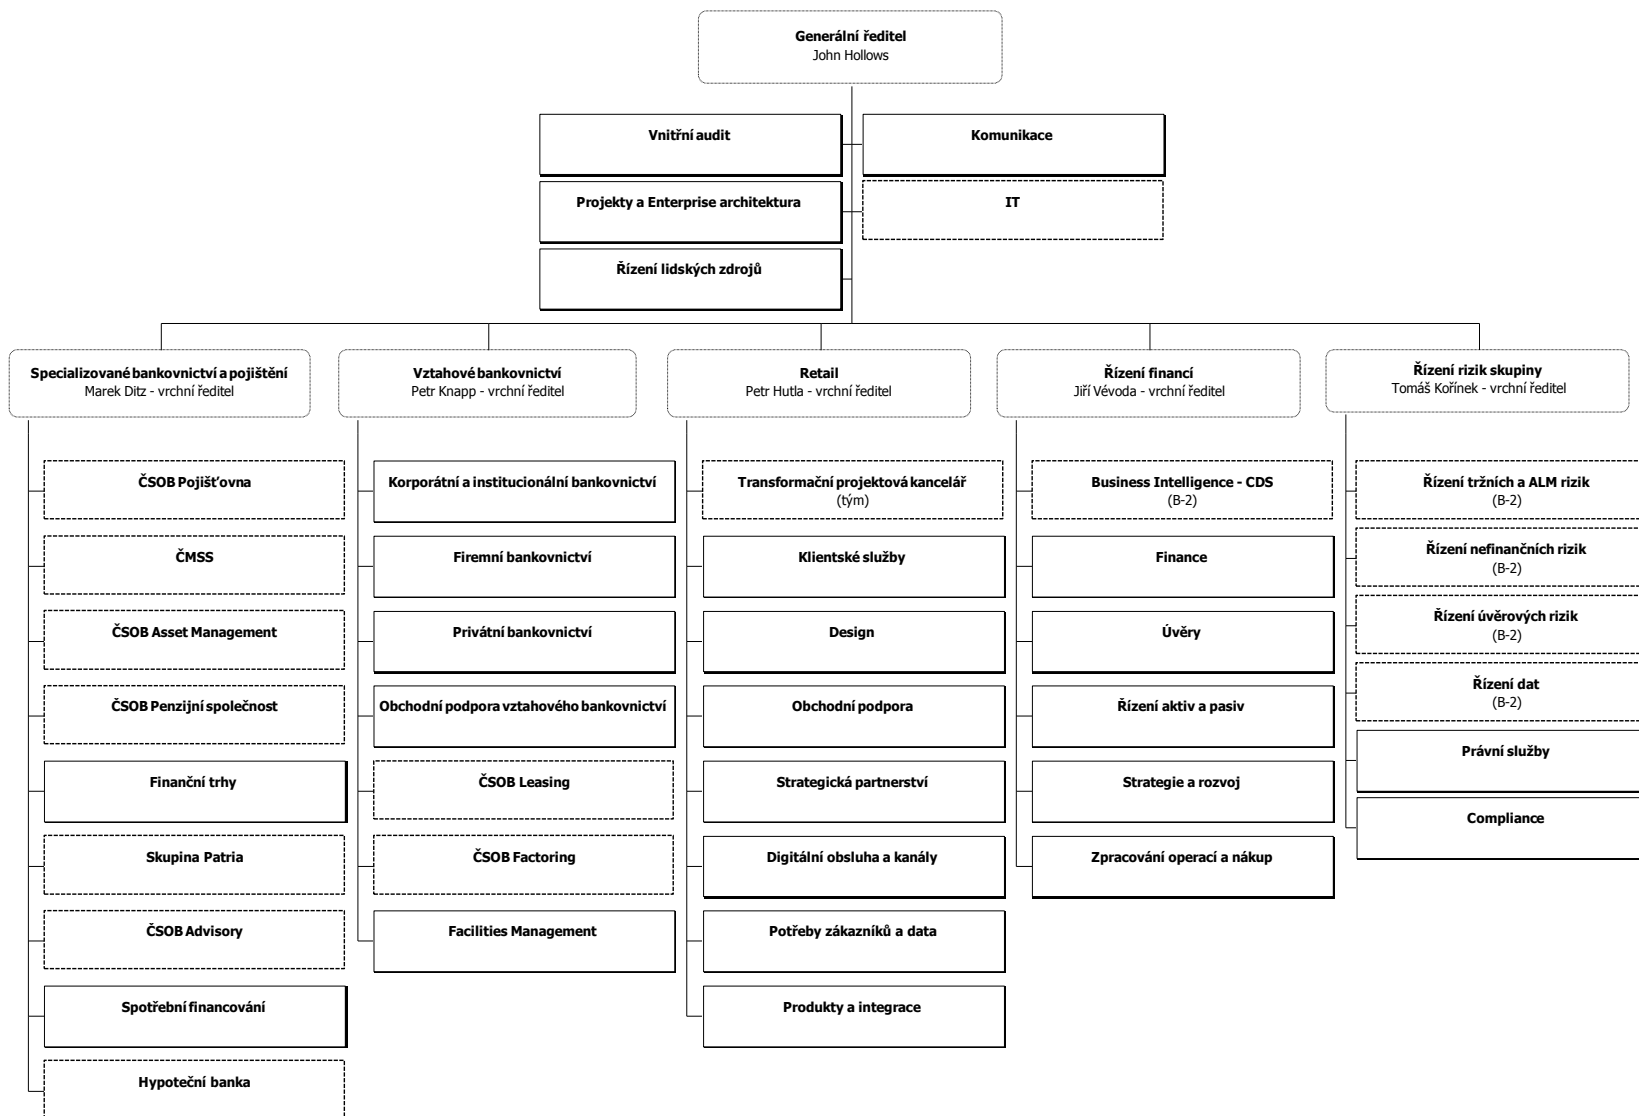 Generální ředitel
John Hollows
Vnitřní audit
Komunikace
Projekty a Enterprise architektura
IT
Řízení lidských zdrojů
Specializované bankovnictví a pojištění
Marek Ditz - vrchní ředitel
Vztahové bankovnictví
Petr Knapp - vrchní ředitel
Retail
Petr Hutla - vrchní ředitel
Řízení financí
Jiří Vévoda - vrchní ředitel
Řízení rizik skupiny
Tomáš Kořínek - vrchní ředitel
ČSOB Pojišťovna
ČMSS
ČSOB Asset Management
ČSOB Penzijní společnost
Finanční trhy
Skupina Patria
ČSOB Advisory
Spotřební financování
Hypoteční banka
Korporátní a institucionální bankovnictví
Firemní bankovnictví
Privátní bankovnictví
Obchodní podpora vztahového bankovnictví
ČSOB Leasing
ČSOB Factoring
Facilities Management
Transformační projektová kancelář
(tým)
Klientské služby
Design
Obchodní podpora
Strategická partnerství
Digitální obsluha a kanály
Potřeby zákazníků a data
Produkty a integrace
Business Intelligence - CDS
(B-2)
Finance
Úvěry
Řízení aktiv a pasiv
Strategie a rozvoj
Zpracování operací a nákup
Řízení tržních a ALM rizik
(B-2)
Řízení nefinančních rizik
(B-2)
Řízení úvěrových rizik
(B-2)
Řízení dat
(B-2)
Právní služby
Compliance